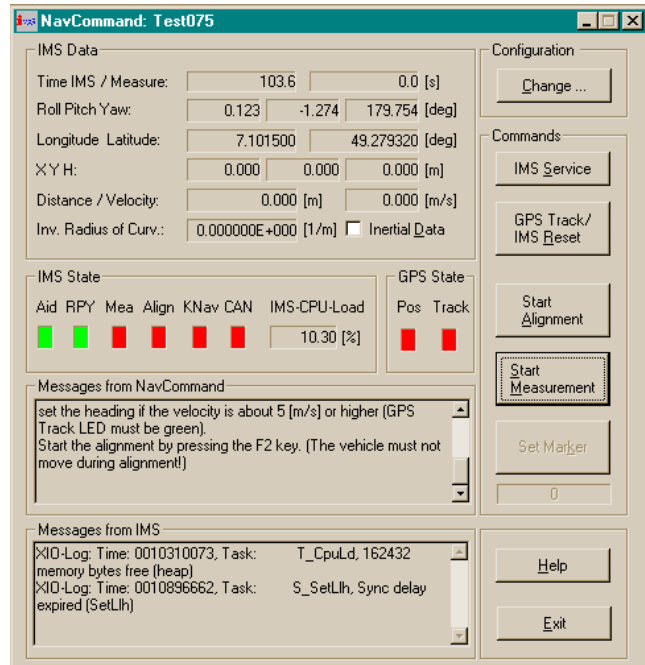 imar NavCommand: Test075
IMS Data
Time IMS / Measure: 103.6 0.0 [s]
Roll Pitch Yaw: 0.123 -1.274 179.754 [deg]
Longitude Latitude: 7.101500 49.279320 [deg]
X Y H: 0.000 0.000 0.000 [m]
Distance / Velocity: 0.000 [m] 0.000 [m/s]
Inv. Radius of Curv.: 0.000000E+000 [1/m] Inertial Data
Configuration
Change ...
Commands
IMS Service
GPS Track/
IMS Reset
Start
Alignment
Start
Measurement
Set Marker
0
IMS State
Aid RPY Mea Align KNav CAN IMS-CPU-Load
10.30 [%]
GPS State
Pos Track
Messages from NavCommand
set the heading if the velocity is about 5 [m/s] or higher (GPS
Track LED must be green).
Start the alignment by pressing the F2 key. (The vehicle must not
move during alignment!)
Messages from IMS
XIO-Log: Time: 0010310073, Task: T_CpuLd, 162432
memory bytes free (heap)
XIO-Log: Time: 0010896662, Task: S_SetLlh, Sync delay
expired (SetLlh)
Help
Exit